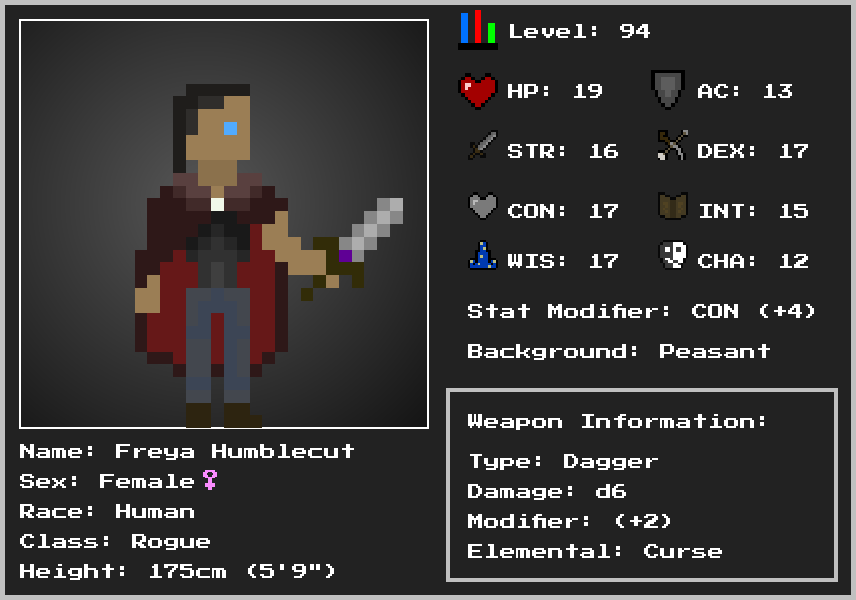 Level: 94
HP: 19
AC: 13
STR: 16
DEX: 17
CON: 17
INT: 15
WIS: 17
CHA: 12
Stat Modifier: CON (+4)
Background: Peasant
Weapon Information:
Type: Dagger
Damage: d6
Modifier: (+2)
Elemental: Curse
Name: Freya Humblecut
Sex: Female♀
Race: Human
Class: Rogue
Height: 175cm (5'9")